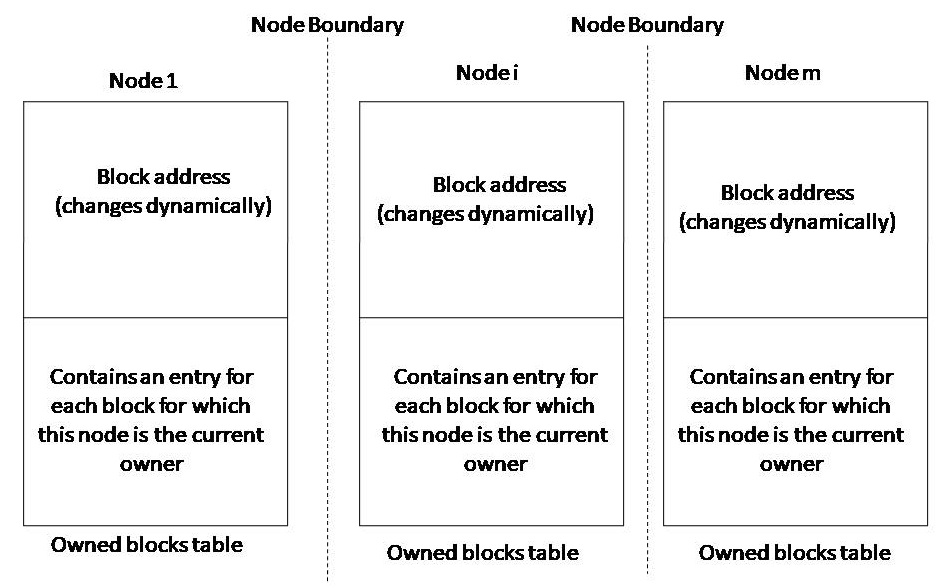 Node Boundary
Node Boundary
Node 1
Node i
Node m
Block address
(changes dynamically)
Block address
(changes dynamically)
Block address
(changes dynamically)
Contains an entry for
each block for which
this node is the current
owner
Contains an entry for
each block for which
this node is the current
owner
Contains an entry for
each block for which
this node is the current
owner
Owned blocks table
Owned blocks table
Owned blocks table